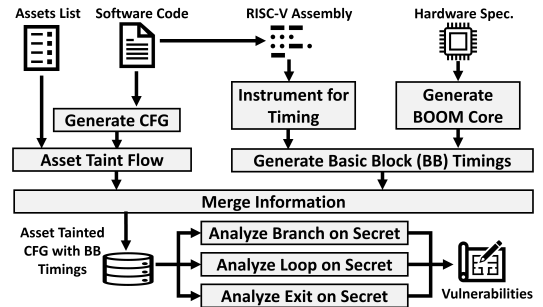 Assets List
Software Code
RISC-V Assembly
Hardware Spec.
Generate CFG
Instrument for
Timing
Generate
BOOM Core
Asset Taint Flow
Generate Basic Block (BB) Timings
Merge Information
Asset Tainted
CFG with BB
Timings
Analyze Branch on Secret
Analyze Loop on Secret
Analyze Exit on Secret
Vulnerabilities